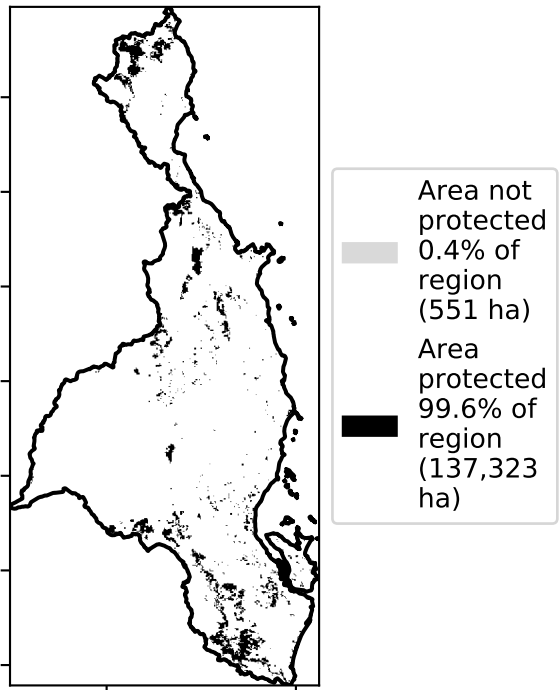 Area not
protected
0.4% of
region
(551 ha)
Area
protected
99.6% of
region
(137,323
ha)